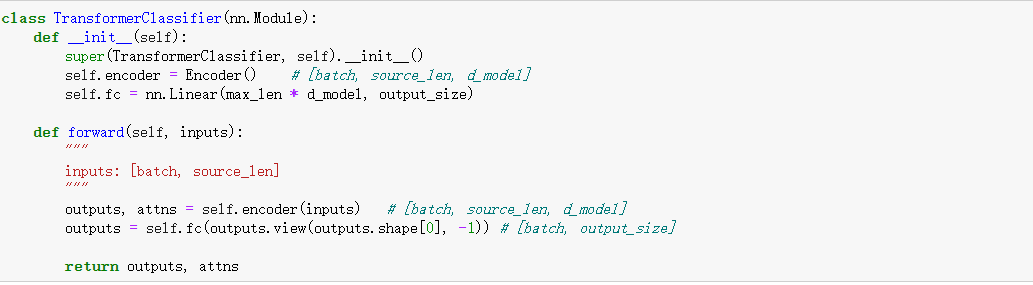 class TransformerClassifier(nn.Module):
    def __init__(self):
        super(TransformerClassifier, self).__init__()
        self.encoder = Encoder()    # [batch, source_len, d_model]
        self.fc = nn.Linear(max_len * d_model, output_size)
    def forward(self, inputs):
        """
        inputs: [batch, source_len]
        """
        outputs, attns = self.encoder(inputs)   # [batch, source_len, d_model]
        outputs = self.fc(outputs.view(outputs.shape[0], -1)) # [batch, output_size]
        return outputs, attns